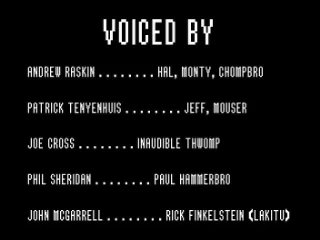 VOICED BY
ANDREW RASKIN ........ HAL, MONTY, CHOMPBRO
PATRICK TENYENHUIS ........ JEFF, MOUSER
JOE CROSS ........ INAUDIBLE THWOMP
PHIL SHERIDAN ........ PAUL HAMMERBRO
JOHN MCGARRELL ........ RICK FINKELSTEIN (LAKITU)